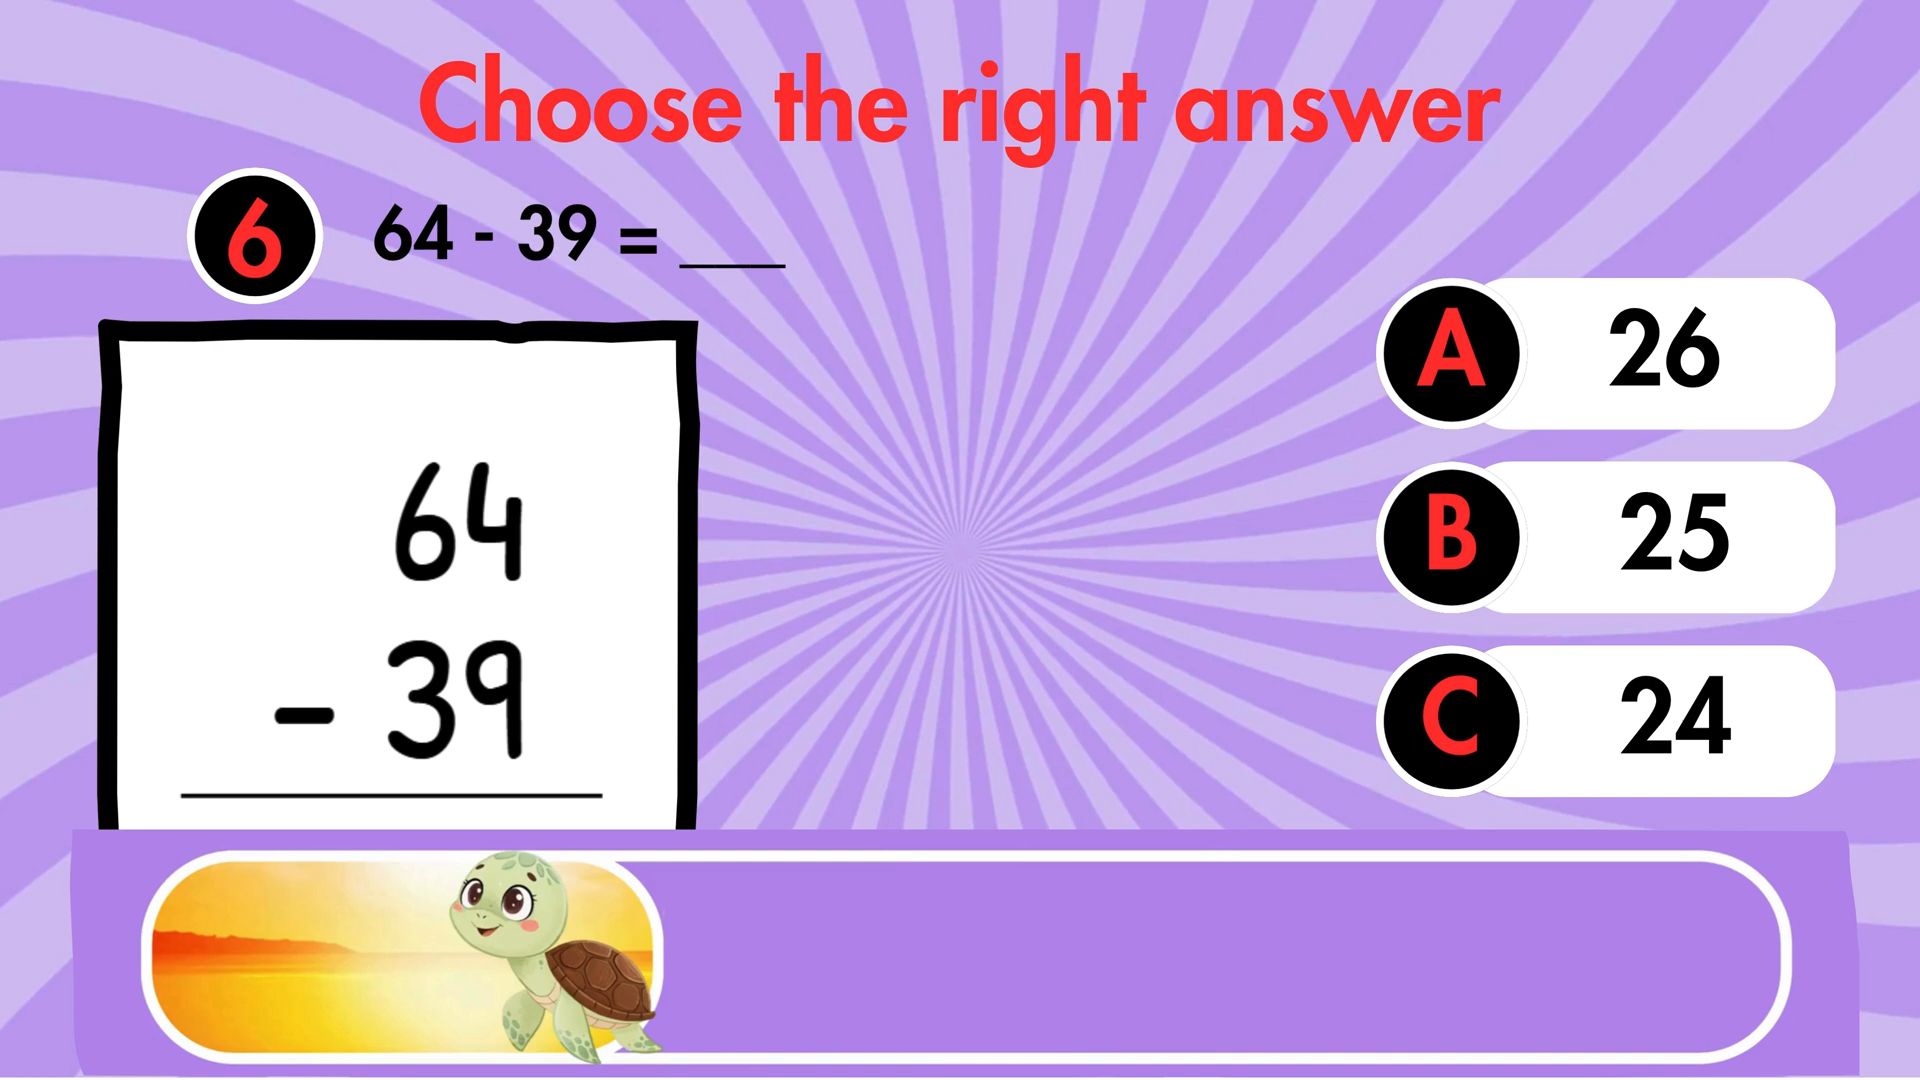 Choose the right answer
6 64 - 39 = ___
A 26
64
B 25
- 39
C 24